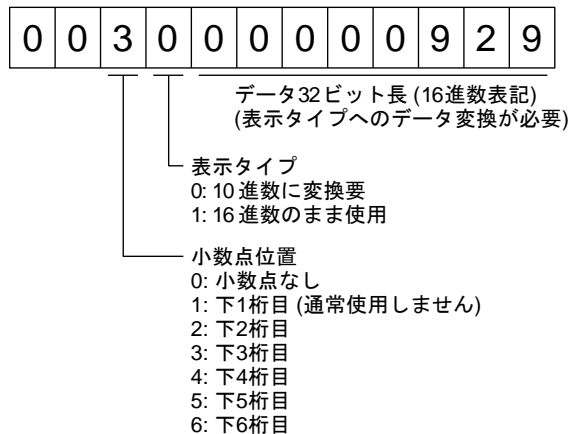 0 0 3 0 0 0 0 0 0 9 2 9
データ32ビット長 (16進数表記)
(表示タイプへのデータ変換が必要)
表示タイプ
0: 10 進数に変換要
1: 16 進数のまま使用
小数点位置
0: 小数点なし
1: 下1桁目 (通常使用しません)
2: 下2桁目
3: 下3桁目
4: 下4桁目
5: 下5桁目
6: 下6桁目